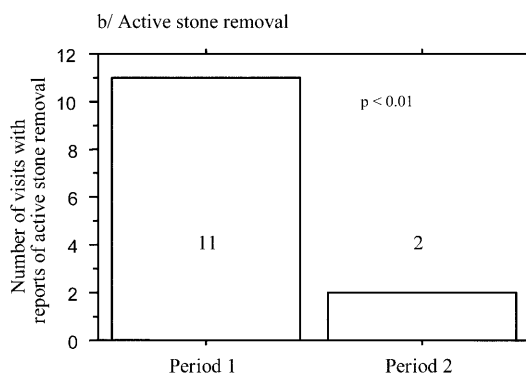 b/ Active stone removal
Number of visits with
reports of active stone removal
12
10
8
6
4
2
0
p < 0.01
11
2
Period 1
Period 2